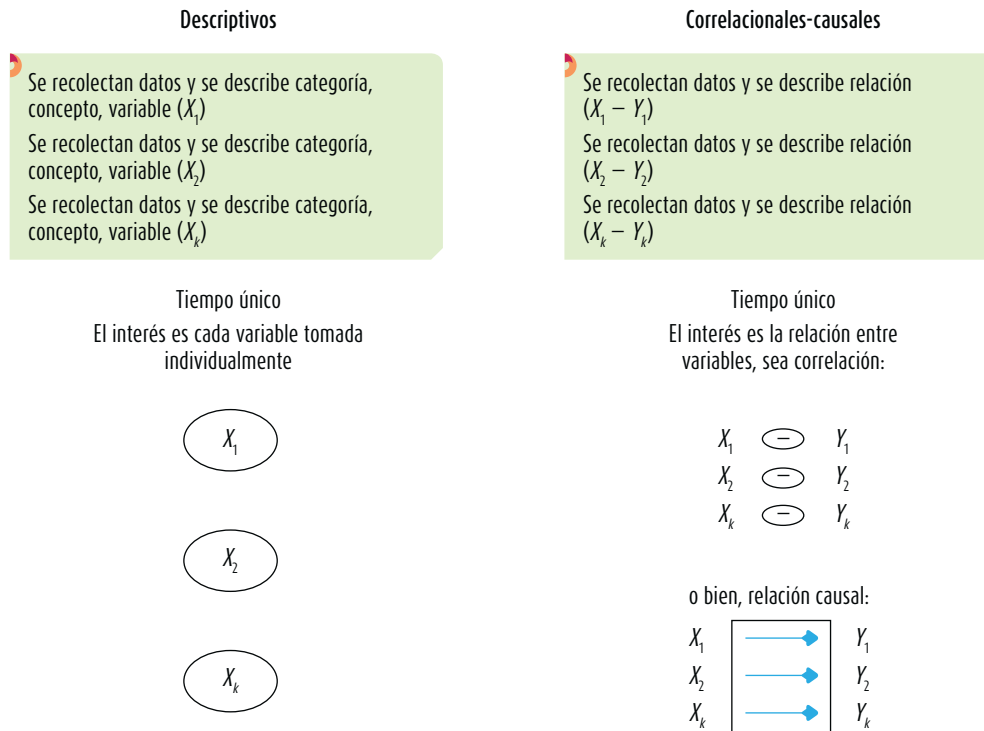 Descriptivos
Se recolectan datos y se describe categoría,
concepto, variable (X₁)
Se recolectan datos y se describe categoría,
concepto, variable (X₂)
Se recolectan datos y se describe categoría,
concepto, variable (Xₖ)
Tiempo único
El interés es cada variable tomada
individualmente
X₁
X₂
Xₖ
Correlacionales-causales
Se recolectan datos y se describe relación
(X₁ – Y₁)
Se recolectan datos y se describe relación
(X₂ – Y₂)
Se recolectan datos y se describe relación
(Xₖ – Yₖ)
Tiempo único
El interés es la relación entre
variables, sea correlación:
X₁ – Y₁
X₂ – Y₂
Xₖ – Yₖ
o bien, relación causal:
X₁ Y₁
X₂ Y₂
Xₖ Yₖ